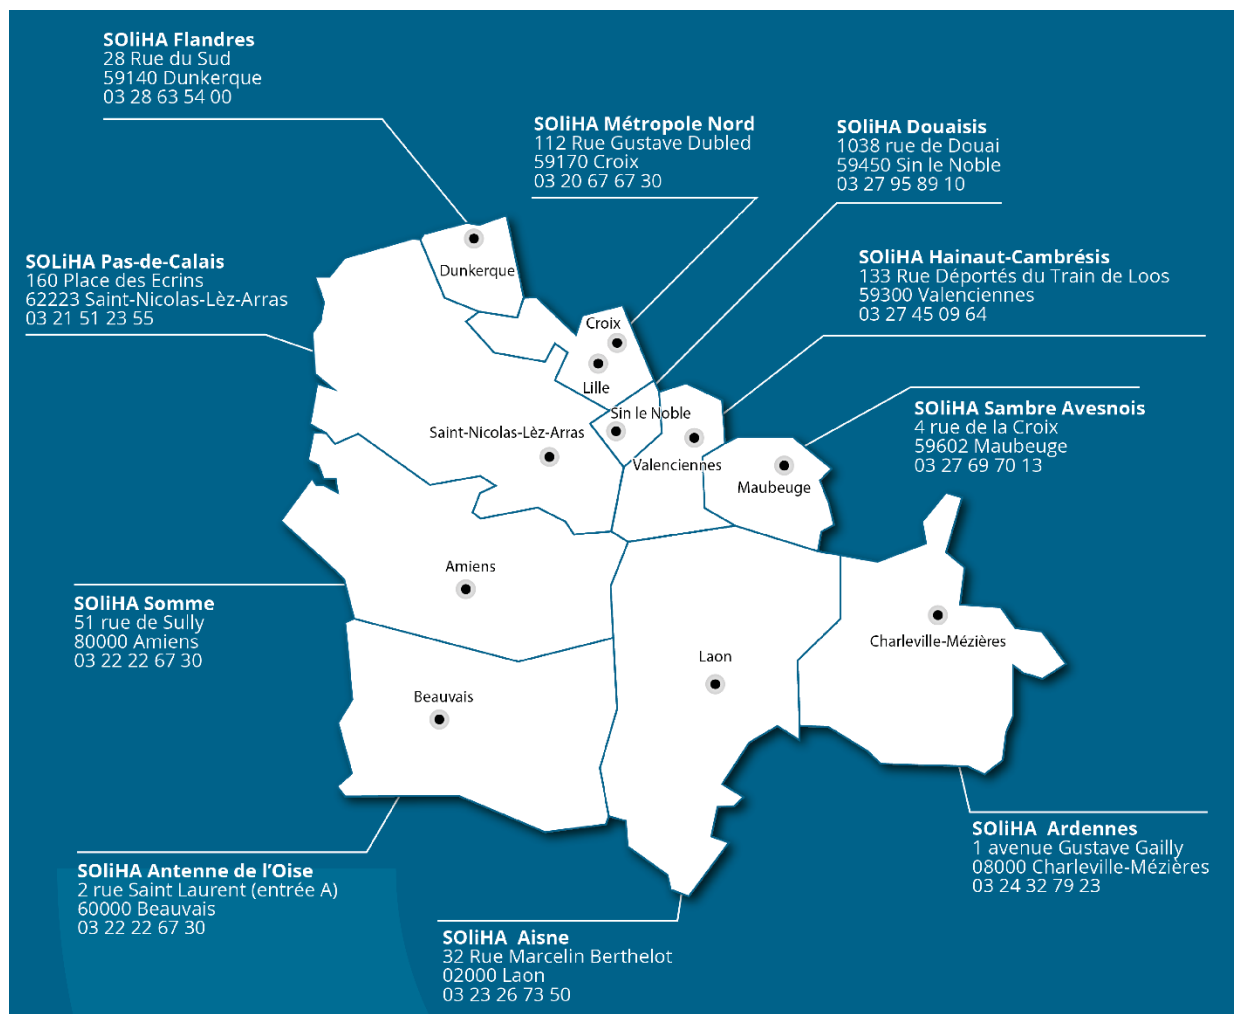 SOliHA Flandres
28 Rue du Sud
59140 Dunkerque
03 28 63 54 00
SOliHA Métropole Nord
112 Rue Gustave Dubled
59170 Croix
03 20 67 67 30
SOliHA Douaisis
1038 rue de Douai
59450 Sin le Noble
03 27 95 89 10
SOLiHA Pas-de-Calais
160 Place des Ecrins
62223 Saint-Nicolas-Lèz-Arras
03 21 51 23 55
SOliHA Hainaut-Cambrésis
133 Rue Déportés du Train de Loos
59300 Valenciennes
03 27 45 09 64
SOliHA Sambre Avesnois
4 rue de la Croix
59602 Maubeuge
03 27 69 70 13
Dunkerque
Croix
Lille
Sin le Noble
Saint-Nicolas-Lèz-Arras
Valenciennes
Maubeuge
Amiens
Charleville-Mézières
Laon
Beauvais
SOliHA Somme
51 rue de Sully
80000 Amiens
03 22 22 67 30
SOliHA Ardennes
1 avenue Gustave Gailly
08000 Charleville-Mézières
03 24 32 79 23
SOliHA Antenne de l'Oise
2 rue Saint Laurent (entrée A)
60000 Beauvais
03 22 22 67 30
SOliHA Aisne
32 Rue Marcelin Berthelot
02000 Laon
03 23 26 73 50